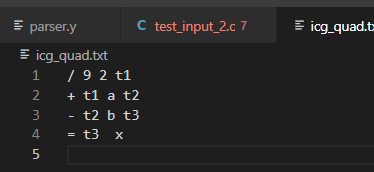 parser.y
C test_input_2.c 7
icg_quad.tx
icg_quad.txt
1 / 9 2 t1
2 + t1 a t2
3 - t2 b t3
4 = t3  x
5